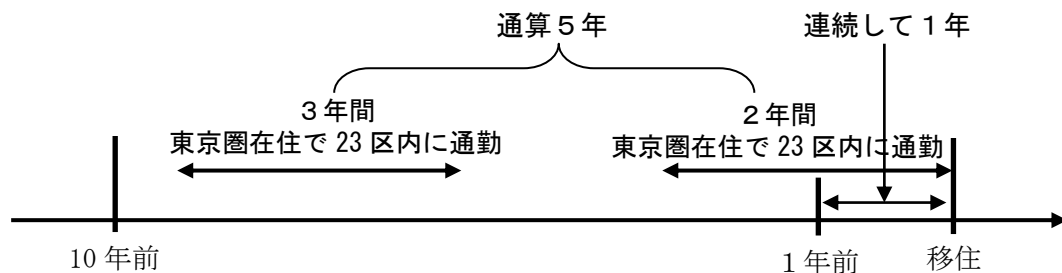 通算５年
連続して１年
３年間
東京圏在住で 23 区内に通勤
２年間
東京圏在住で 23 区内に通勤
10 年前
１年前
移住